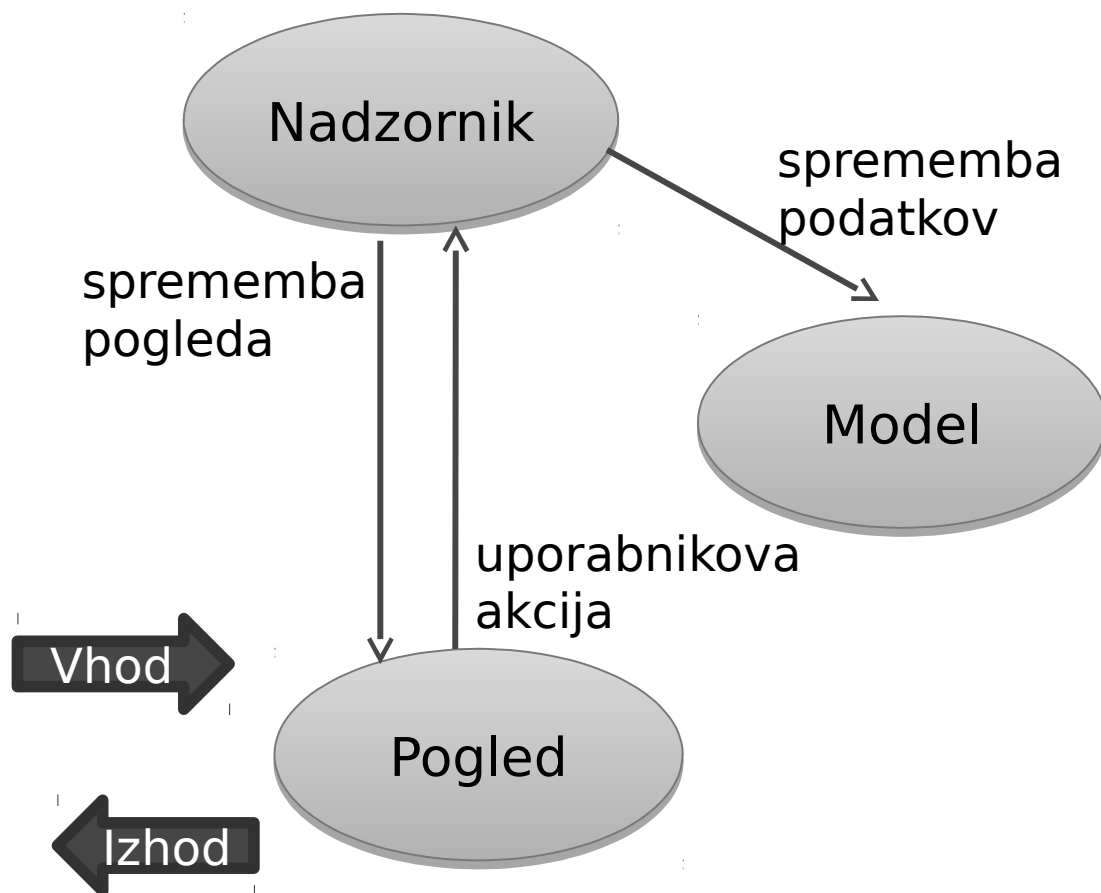 Nadzornik
sprememba
podatkov
sprememba
pogleda
Model
uporabnikova
akcija
Vhod
Pogled
Izhod